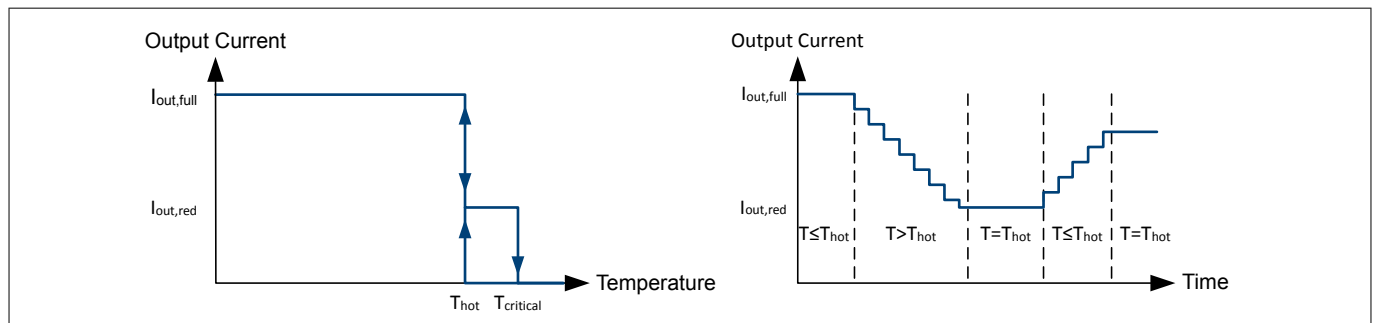 Output Current
Iout,full
Iout,red
Thot
Tcritical
Temperature
Output Current
Iout,full
Iout,red
T≤Thot
T>Thot
T=Thot
T≤Thot
T=Thot
Time